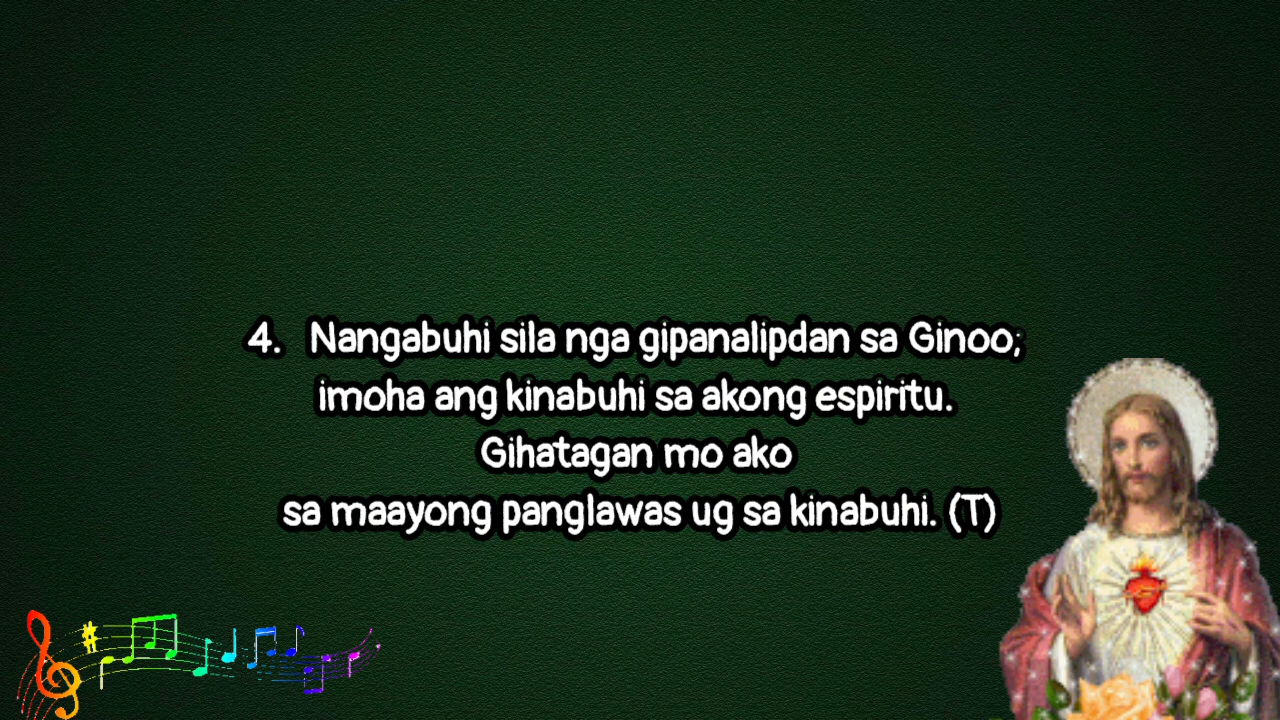 4. Nangabuhi sila nga gipanalipdan sa Ginoo;
imoha ang kinabuhi sa akong espiritu.
Gihatagan mo ako
sa maayong panglawas ug sa kinabuhi. (T)